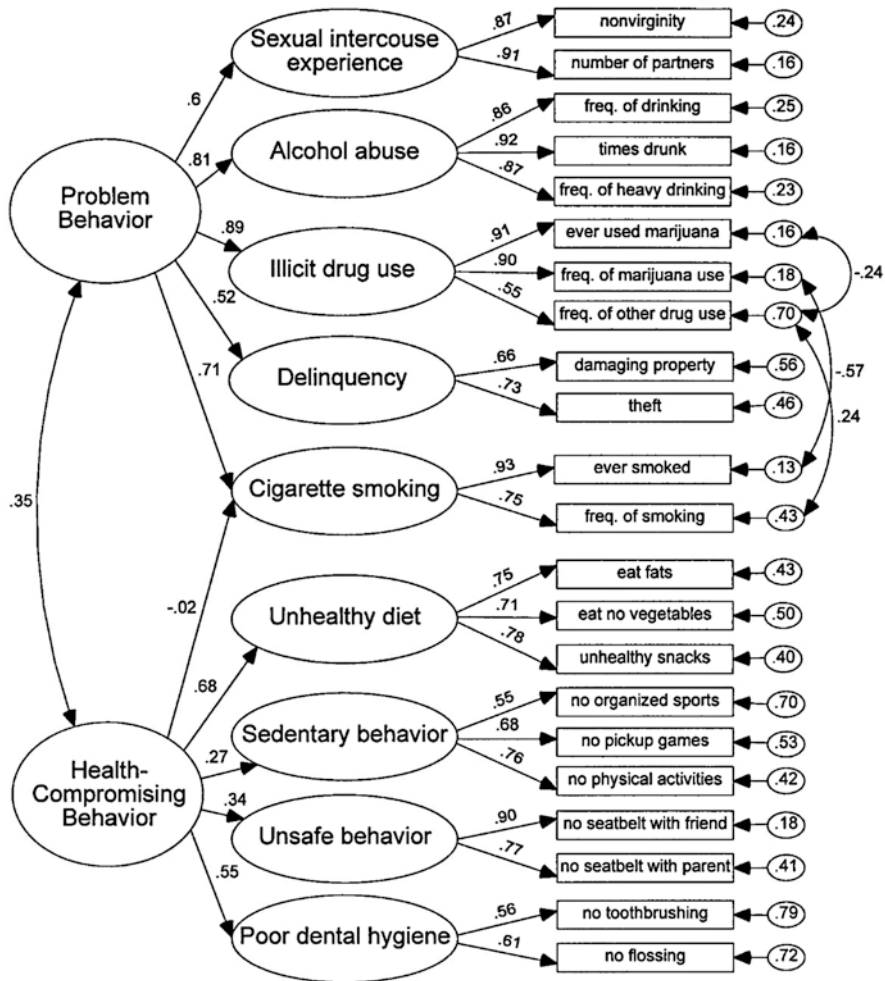 .87
nonvirginity
.24
Sexual intercouse
experience
.91
number of partners
.16
.6
.86
freq. of drinking
.25
.81
Alcohol abuse
.92
times drunk
.16
.87
freq. of heavy drinking
.23
Problem
Behavior
.89
.91
ever used marijuana
.16
Illicit drug use
.90
freq. of marijuana use
.18
-.24
.55
freq. of other drug use
.70
.52
.66
damaging property
.56
.71
Delinquency
.73
theft
.46
-.57
.24
.93
ever smoked
.13
Cigarette smoking
.75
freq. of smoking
.43
.35
-.02
.75
eat fats
.43
Unhealthy diet
.71
eat no vegetables
.50
.78
unhealthy snacks
.40
.68
.55
no organized sports
.70
Sedentary behavior
.68
no pickup games
.53
.27
.76
no physical activities
.42
Health-
Compromising
Behavior
.34
.90
no seatbelt with friend
.18
Unsafe behavior
.77
no seatbelt with parent
.41
.55
.56
no toothbrushing
.79
Poor dental hygiene
.61
no flossing
.72